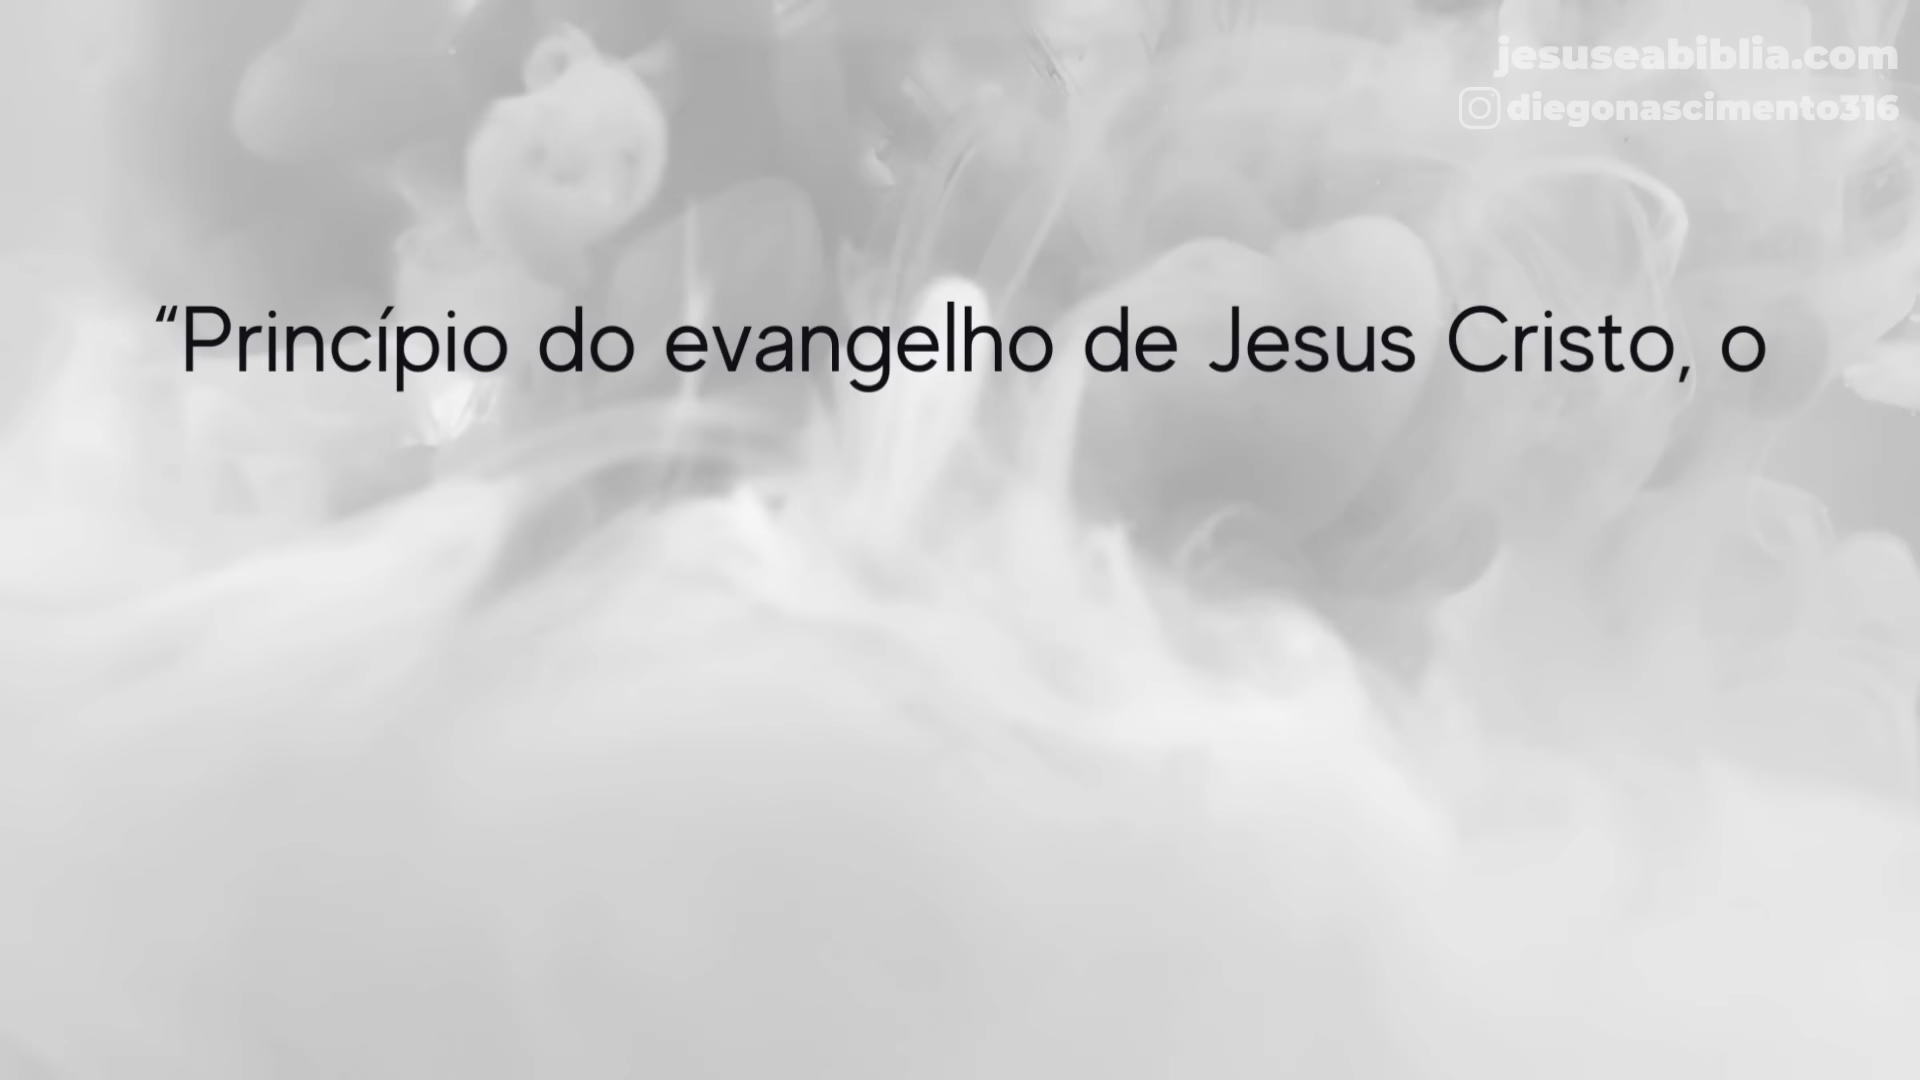 jesuseabiblia.com
diegonascimento316
“Princípio do evangelho de Jesus Cristo, o